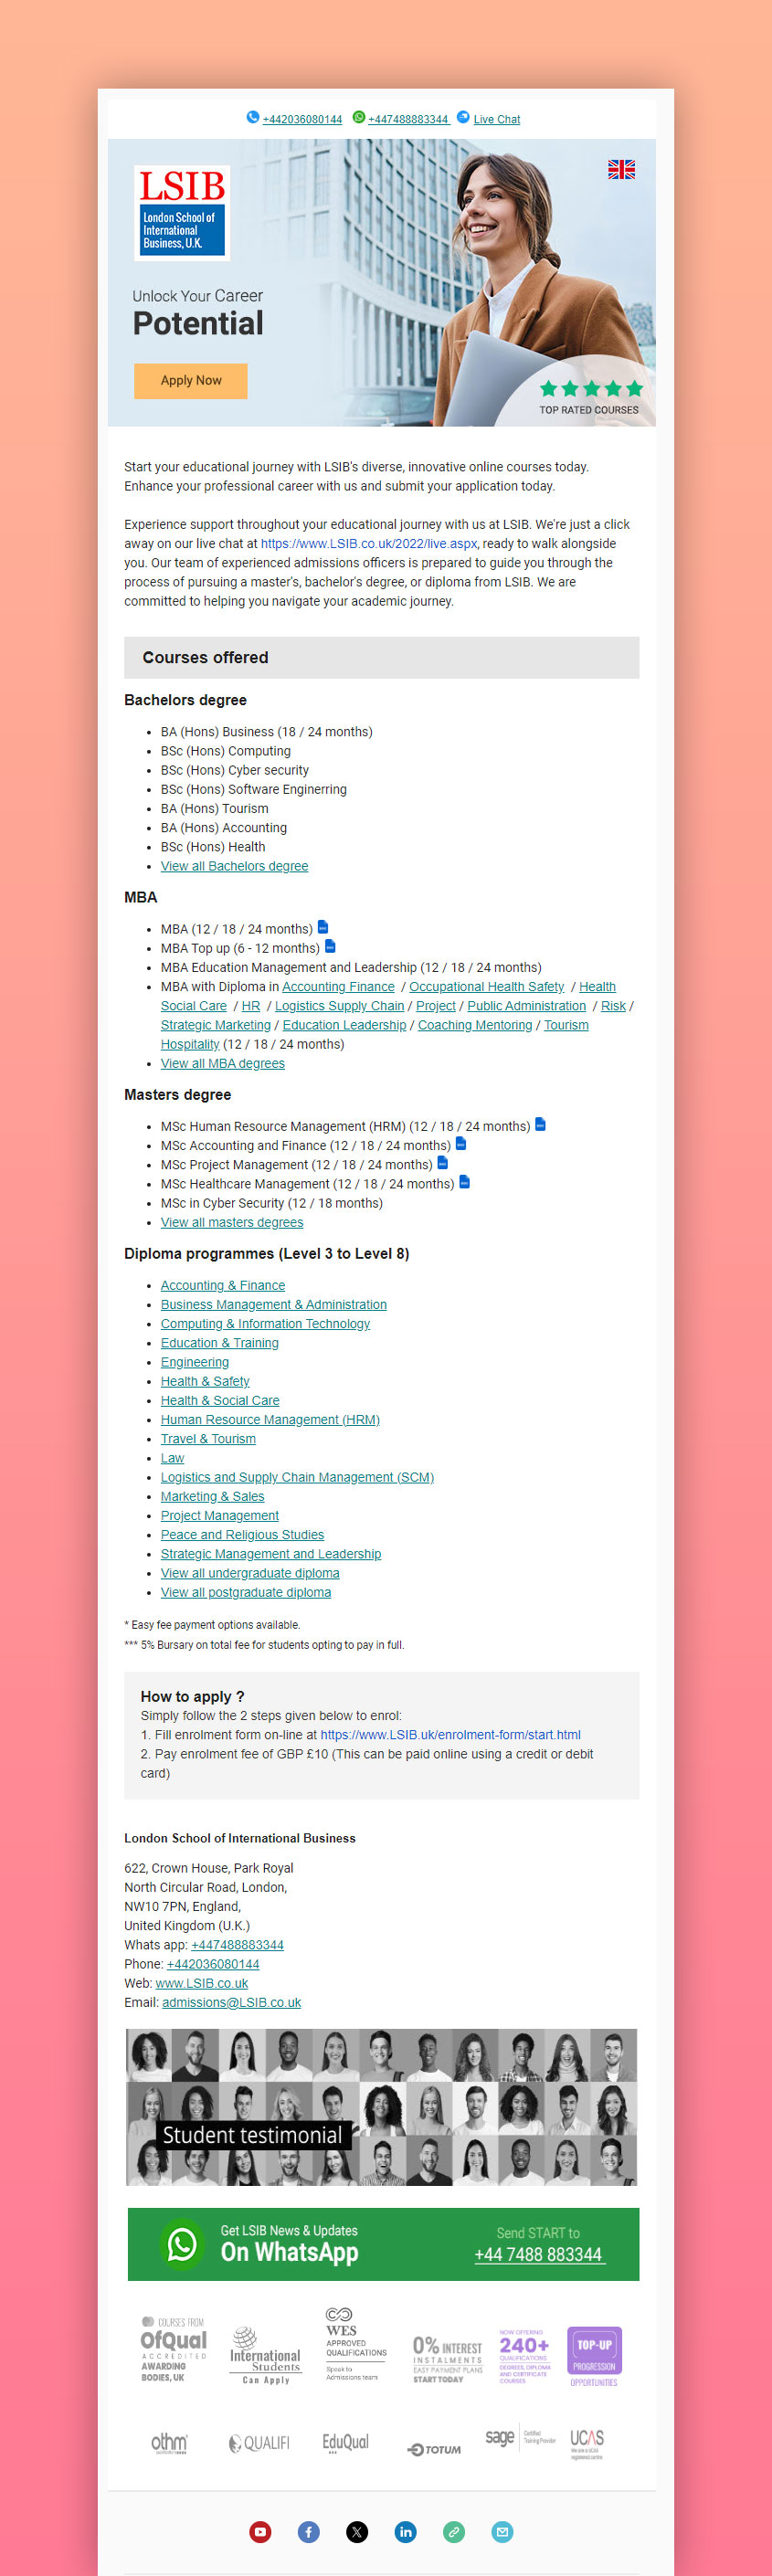 +442036080144 +447488883344 Live Chat
LSIB
London School of
International
Business, U.K.
Unlock Your Career
Potential
Apply Now
TOP RATED COURSES
Start your educational journey with LSIB's diverse, innovative online courses today.
Enhance your professional career with us and submit your application today.
Experience support throughout your educational journey with us at LSIB. We're just a click
away on our live chat at https://www.LSIB.co.uk/2022/live.aspx, ready to walk alongside
you. Our team of experienced admissions officers is prepared to guide you through the
process of pursuing a master's, bachelor's degree, or diploma from LSIB. We are
committed to helping you navigate your academic journey.
Courses offered
Bachelors degree
• BA (Hons) Business (18 / 24 months)
• BSc (Hons) Computing
• BSc (Hons) Cyber security
• BSc (Hons) Software Enginerring
• BA (Hons) Tourism
• BA (Hons) Accounting
• BSc (Hons) Health
• View all Bachelors degree
MBA
• MBA (12 / 18 / 24 months)
• MBA Top up (6 - 12 months)
• MBA Education Management and Leadership (12 / 18 / 24 months)
• MBA with Diploma in Accounting Finance / Occupational Health Safety / Health
Social Care / HR / Logistics Supply Chain / Project / Public Administration / Risk /
Strategic Marketing / Education Leadership / Coaching Mentoring / Tourism
Hospitality (12 / 18 / 24 months)
• View all MBA degrees
Masters degree
• MSc Human Resource Management (HRM) (12 / 18 / 24 months)
• MSc Accounting and Finance (12 / 18 / 24 months)
• MSc Project Management (12 / 18 / 24 months)
• MSc Healthcare Management (12 / 18 / 24 months)
• MSc in Cyber Security (12 / 18 months)
• View all masters degrees
Diploma programmes (Level 3 to Level 8)
• Accounting & Finance
• Business Management & Administration
• Computing & Information Technology
• Education & Training
• Engineering
• Health & Safety
• Health & Social Care
• Human Resource Management (HRM)
• Travel & Tourism
• Law
• Logistics and Supply Chain Management (SCM)
• Marketing & Sales
• Project Management
• Peace and Religious Studies
• Strategic Management and Leadership
• View all undergraduate diploma
• View all postgraduate diploma
* Easy fee payment options available.
*** 5% Bursary on total fee for students opting to pay in full.
How to apply ?
Simply follow the 2 steps given below to enrol:
1. Fill enrolment form on-line at https://www.LSIB.uk/enrolment-form/start.html
2. Pay enrolment fee of GBP £10 (This can be paid online using a credit or debit
card)
London School of International Business
622, Crown House, Park Royal
North Circular Road, London,
NW10 7PN, England,
United Kingdom (U.K.)
Whats app: +447488883344
Phone: +442036080144
Web: www.LSIB.co.uk
Email: admissions@LSIB.co.uk
Student testimonial
Get LSIB News & Updates
On WhatsApp
Send START to
+44 7488 883344
COURSES FROM
OfQual
ACCREDITED
AWARDING
BODIES, UK
International
Students
Can Apply
WES
APPROVED
QUALIFICATIONS
Speak to
Admissions team
0% INTEREST
INSTALMENTS
EASY PAYMENT PLANS
START TODAY
NOW OFFERING
240+
QUALIFICATIONS
DEGREES, DIPLOMA
AND CERTIFICATE
COURSES
TOP-UP
PROGRESSION
OPPORTUNITIES
othm
QUALIFI
EduQual
TOTUM
sage
Certified
Training Provider
UCAS